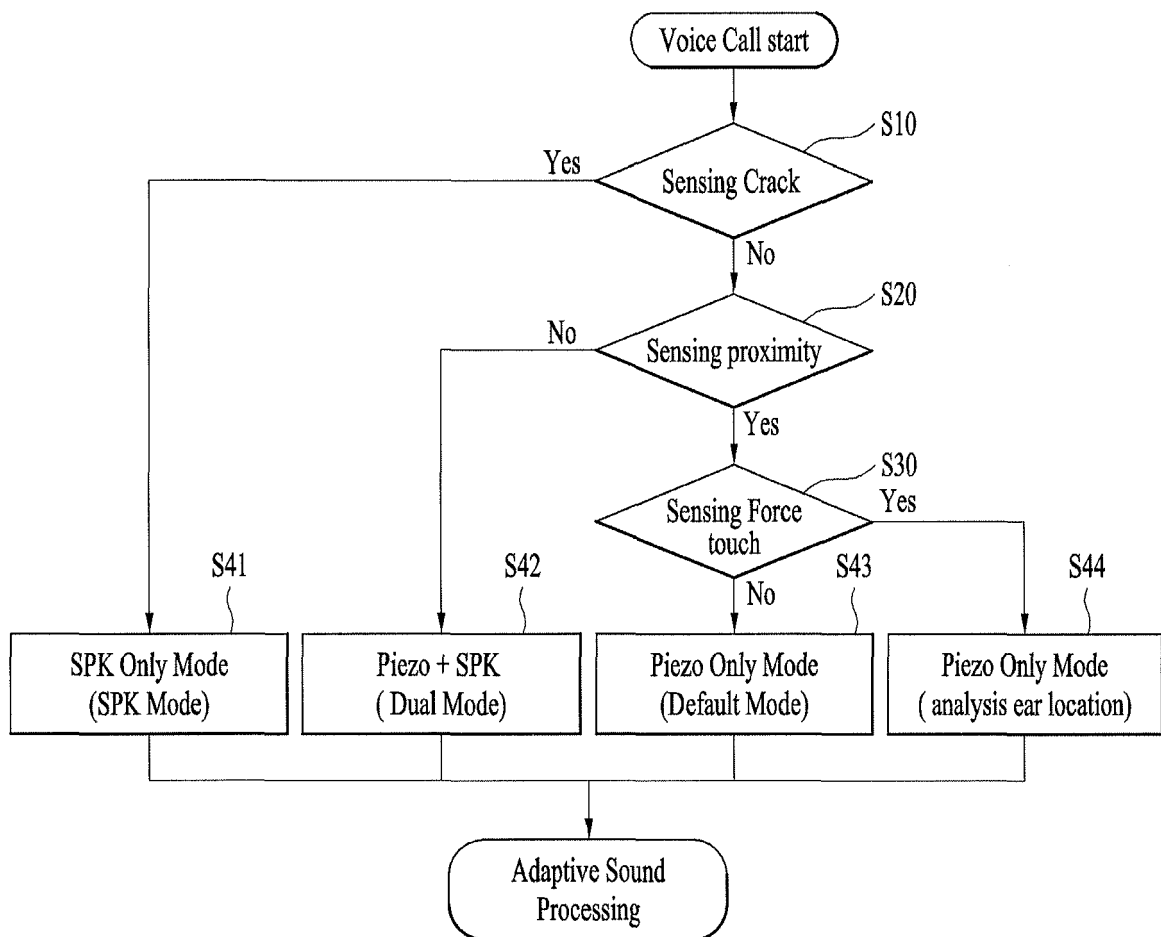 Voice Call start
S10
Yes
Sensing Crack
No
S20
No
Sensing proximity
Yes
S30
Yes
Sensing Force
touch
No
S41
S42
S43
S44
SPK Only Mode
(SPK Mode)
Piezo + SPK
( Dual Mode)
Piezo Only Mode
(Default Mode)
Piezo Only Mode
( analysis ear location)
Adaptive Sound
Processing